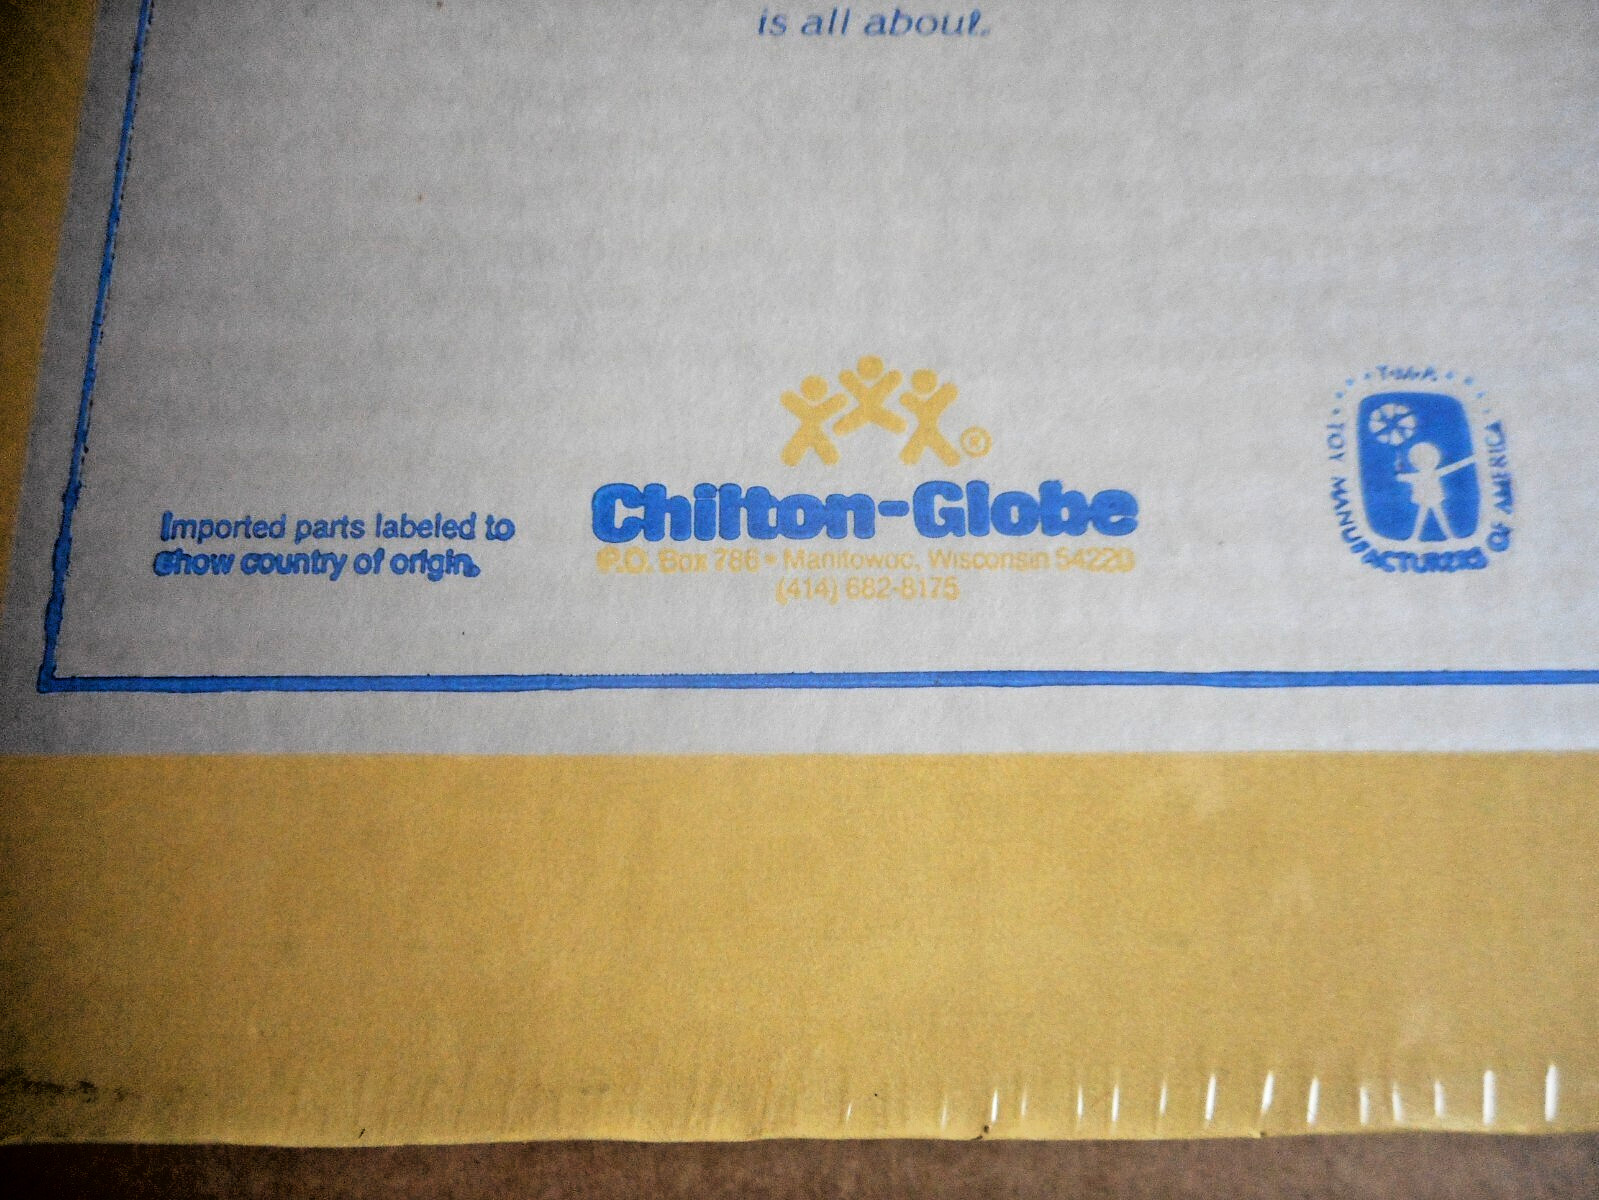 is all about.
Imported parts labeled to
show country of origin.
Chilton-Globe
P.O. Box 786 • Manitowoc, Wisconsin 54220
(414) 682-8175
T·M·A
TOY MANUFACTURERS OF AMERICA